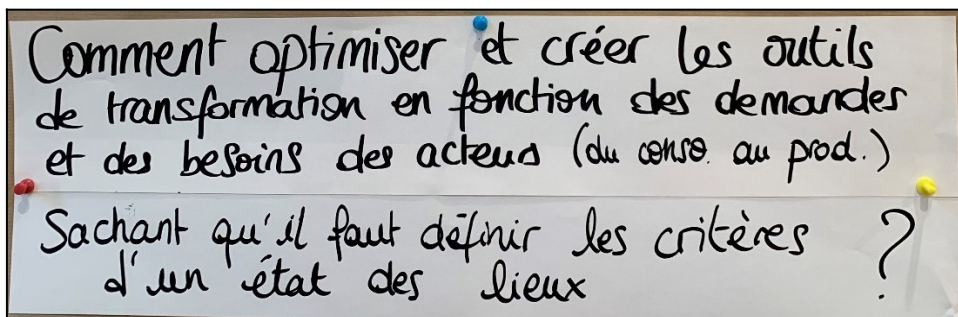 Comment optimiser et créer les outils
de transformation en fonction des demandes
et des besoins des acteurs (du conso. au prod.)
Sachant qu'il faut définir les critères ?
d'un état des lieux